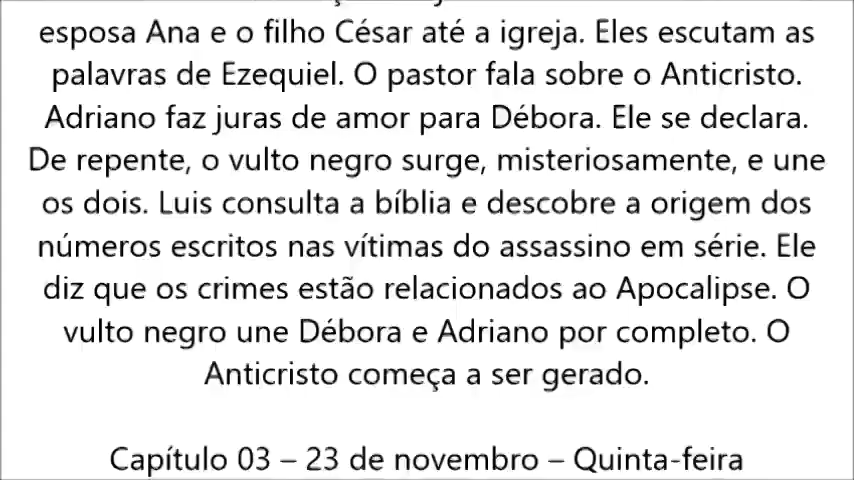 esposa Ana e o filho César até a igreja. Eles escutam as
palavras de Ezequiel. O pastor fala sobre o Anticristo.
Adriano faz juras de amor para Débora. Ele se declara.
De repente, o vulto negro surge, misteriosamente, e une
os dois. Luis consulta a bíblia e descobre a origem dos
números escritos nas vítimas do assassino em série. Ele
diz que os crimes estão relacionados ao Apocalipse. O
vulto negro une Débora e Adriano por completo. O
Anticristo começa a ser gerado.
Capítulo 03 – 23 de novembro – Quinta-feira